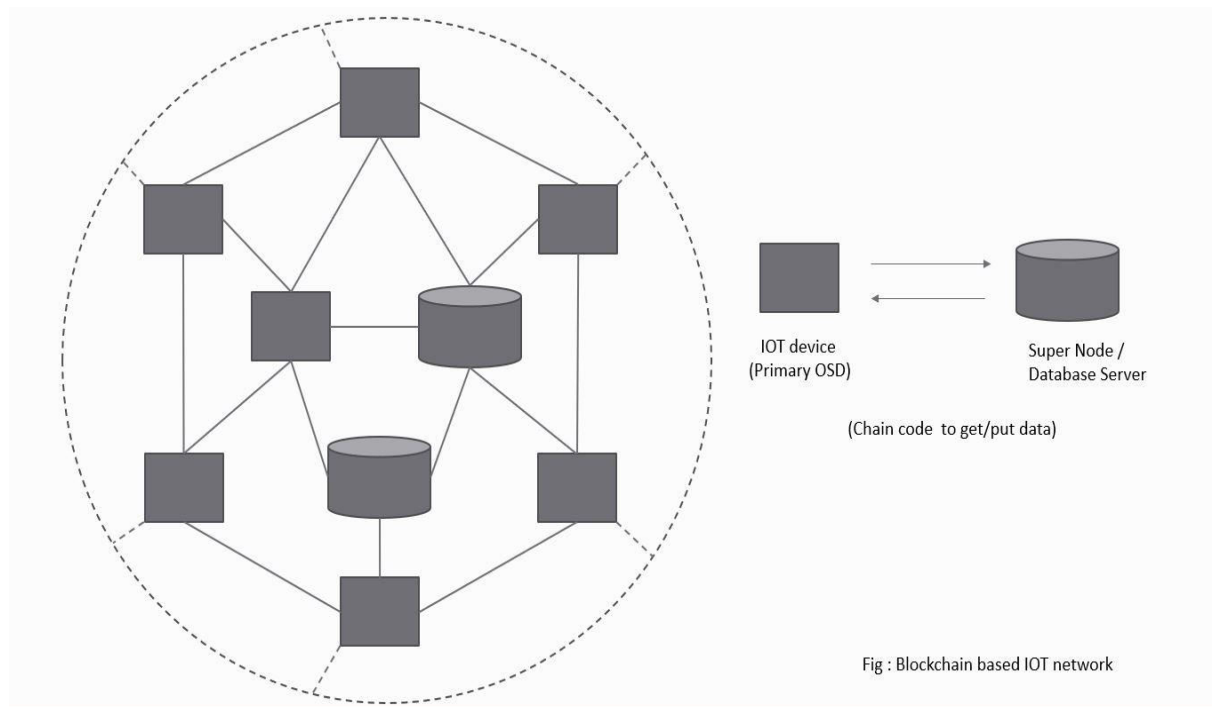 IOT device
(Primary OSD)
Super Node /
Database Server
(Chain code  to get/put data)
Fig : Blockchain based IOT network